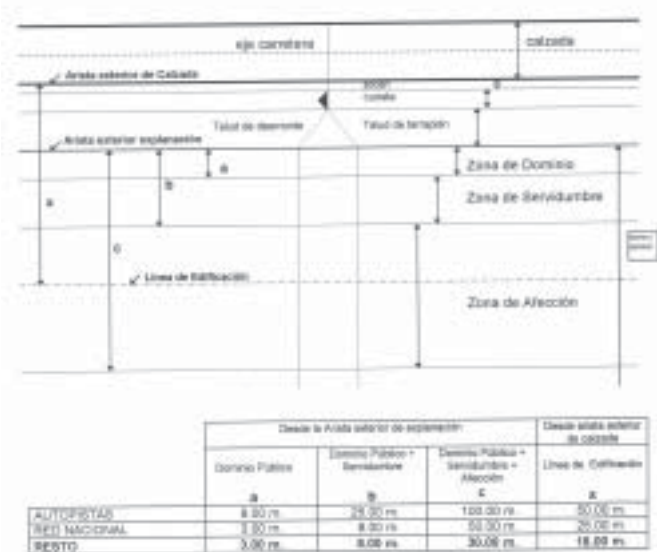 eje carretera
calzada
Arista exterior de Calzada
cuneta
Talud de desmonte
Talud de terraplén
Arista exterior explanación
a
b
Zona de Dominio
Zona de Servidumbre
c
Línea de Edificación
Zona de Afección
Desde la Arista exterior de explanación
Desde arista exterior de calzada
Dominio Público
Dominio Público + Servidumbre
Dominio Público + Servidumbre + Afección
Línea de Edificación
a
b
c
x
AUTOPISTAS 8.00 m. 25.00 m. 100.00 m. 50.00 m.
RED NACIONAL 3.00 m. 8.00 m. 50.00 m. 25.00 m.
RESTO 3.00 m. 8.00 m. 30.00 m. 18.00 m.